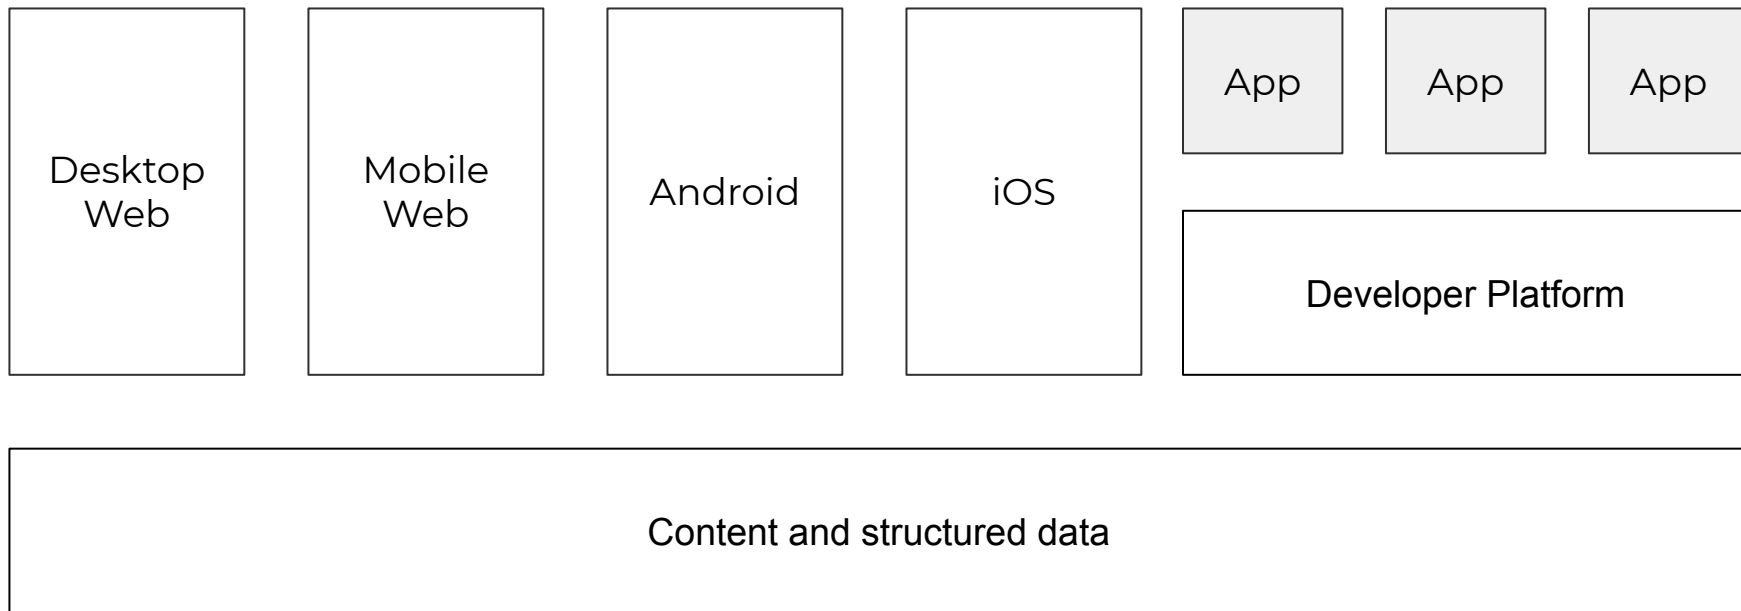 App
App
App
Desktop
Web
Mobile
Web
Android
iOS
Developer Platform
Content and structured data